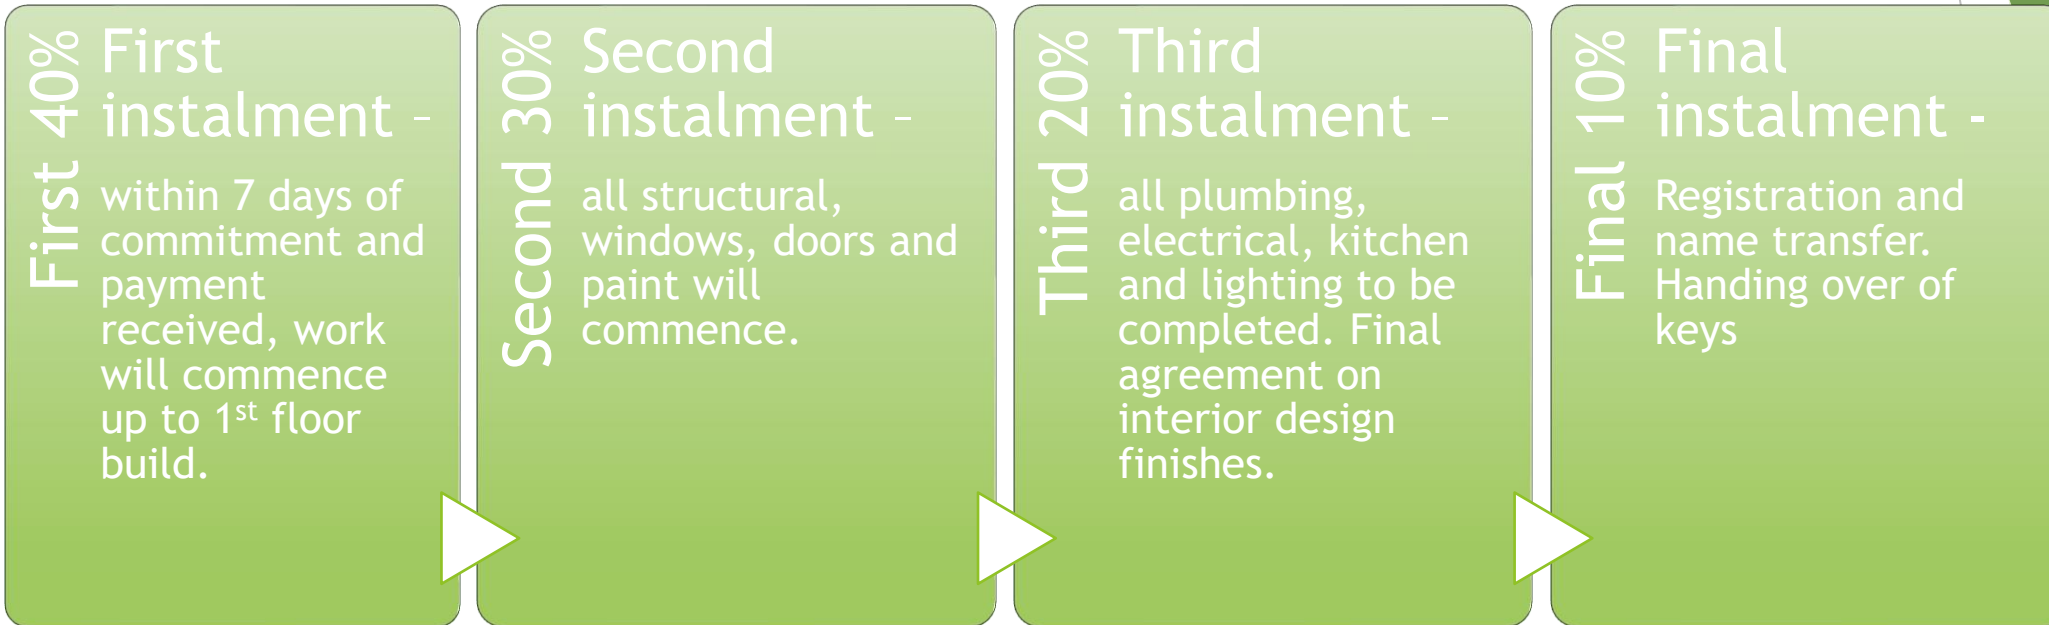 First 40%
First
instalment –
within 7 days of
commitment and
payment
received, work
will commence
up to 1st floor
build.
Second 30%
Second
instalment –
all structural,
windows, doors and
paint will
commence.
Third 20%
Third
instalment –
all plumbing,
electrical, kitchen
and lighting to be
completed. Final
agreement on
interior design
finishes.
Final 10%
Final
instalment -
Registration and
name transfer.
Handing over of
keys